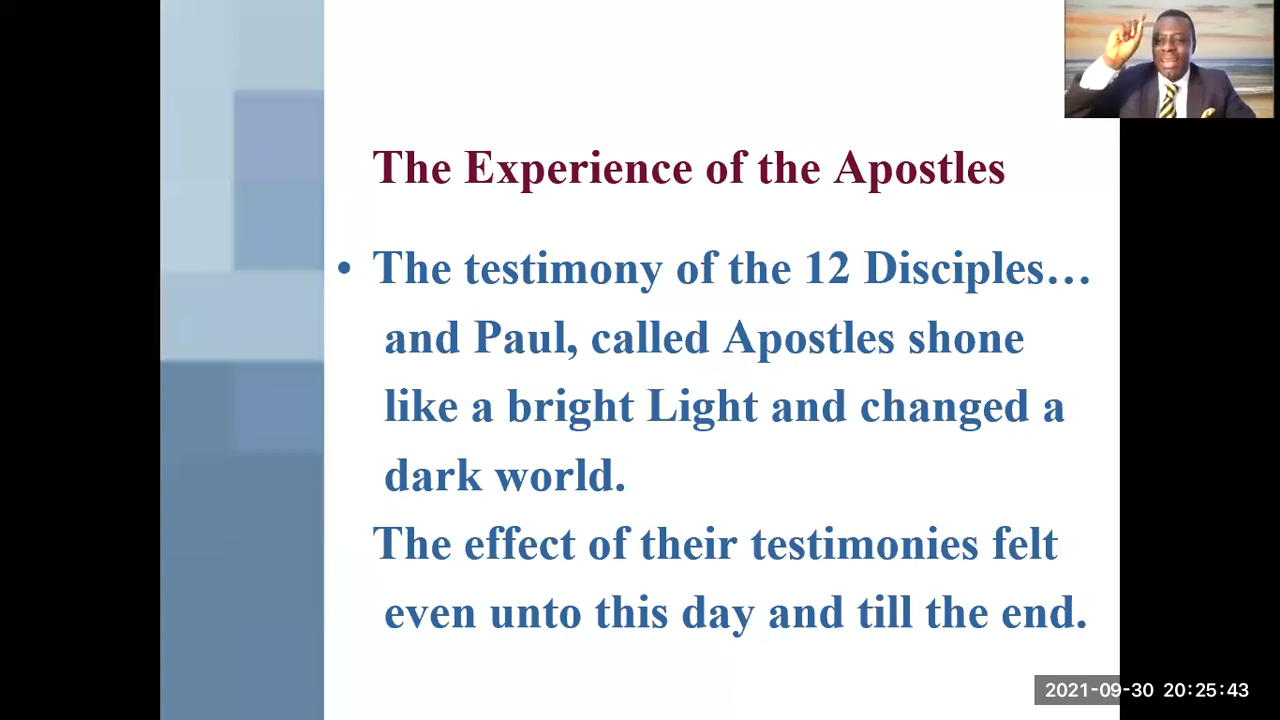 The Experience of the Apostles
• The testimony of the 12 Disciples…
and Paul, called Apostles shone
like a bright Light and changed a
dark world.
The effect of their testimonies felt
even unto this day and till the end.
2021-09-30 20:25:43